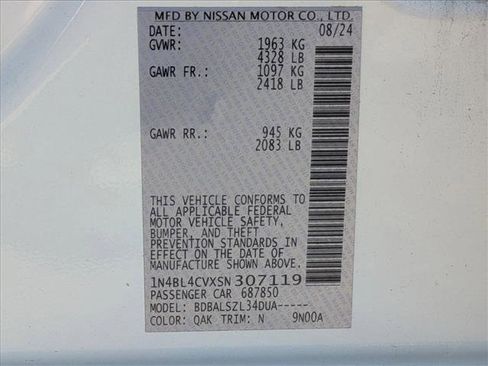 MFD BY NISSAN MOTOR CO., LTD.
DATE: 08/24
GVWR: 1963 KG
4328 LB
GAWR FR.: 1097 KG
2418 LB
GAWR RR.: 945 KG
2083 LB
THIS VEHICLE CONFORMS TO
ALL APPLICABLE FEDERAL
MOTOR VEHICLE SAFETY,
BUMPER, AND THEFT
PREVENTION STANDARDS IN
EFFECT ON THE DATE OF
MANUFACTURE SHOWN ABOVE.
1N4BL4CVXSN307119
PASSENGER CAR 687850
MODEL: BDBALSZL34DUA-----
COLOR: QAK TRIM: N 9N00A